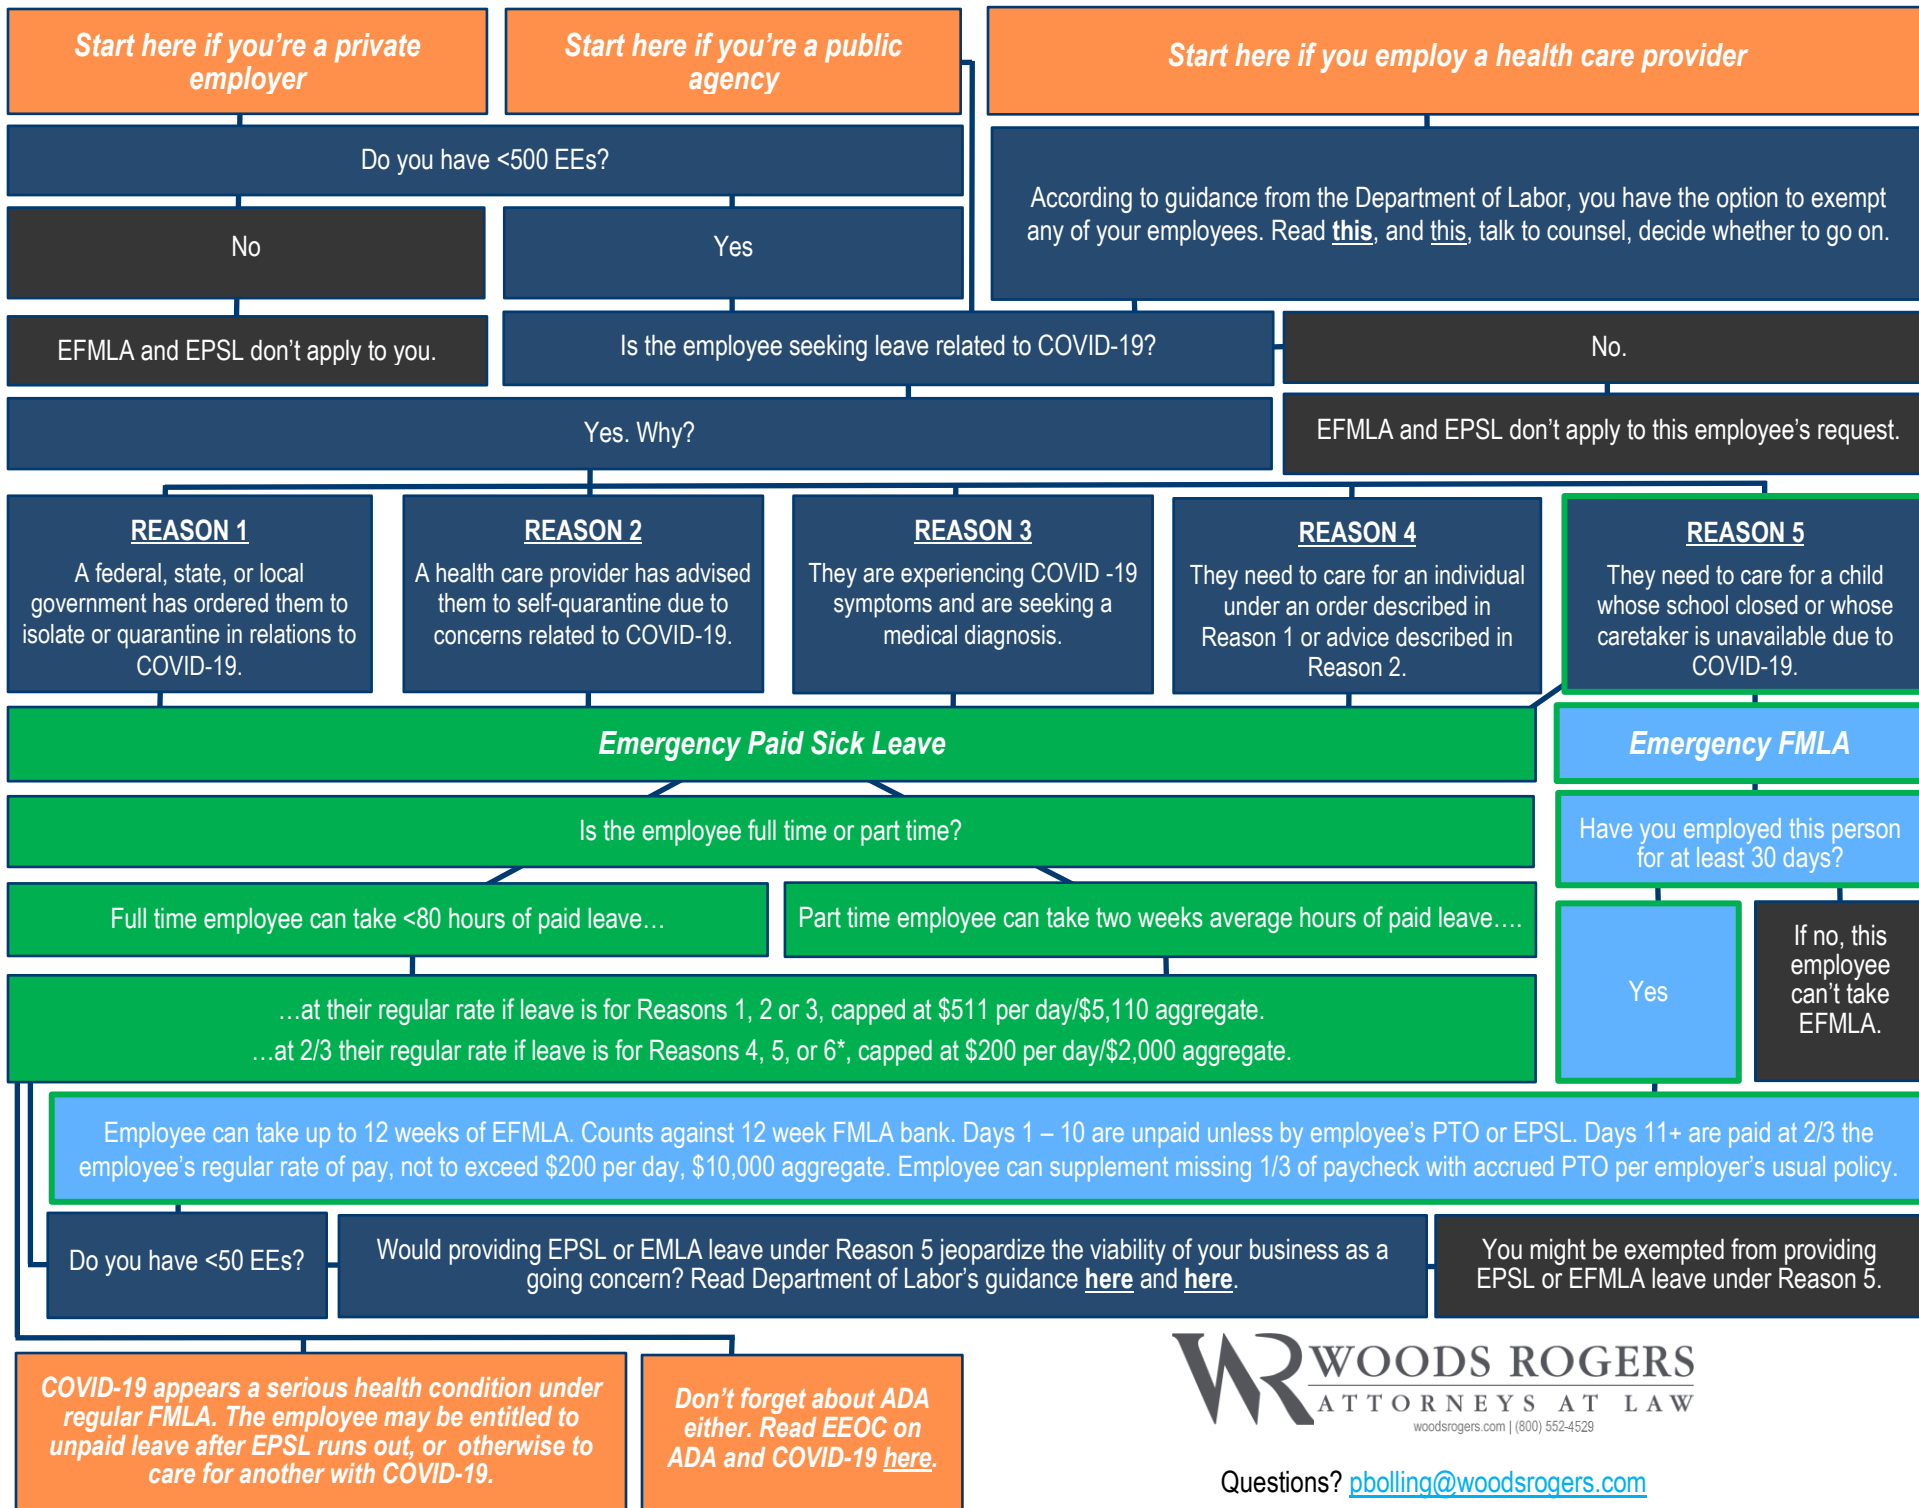 Start here if you’re a private
employer
Start here if you’re a public
agency
Start here if you employ a health care provider
Do you have <500 EEs?
According to guidance from the Department of Labor, you have the option to exempt
any of your employees. Read this, and this, talk to counsel, decide whether to go on.
No
Yes
EFMLA and EPSL don’t apply to you.
Is the employee seeking leave related to COVID-19?
No.
Yes. Why?
EFMLA and EPSL don’t apply to this employee’s request.
REASON 1
A federal, state, or local
government has ordered them to
isolate or quarantine in relations to
COVID-19.
REASON 2
A health care provider has advised
them to self-quarantine due to
concerns related to COVID-19.
REASON 3
They are experiencing COVID -19
symptoms and are seeking a
medical diagnosis.
REASON 4
They need to care for an individual
under an order described in
Reason 1 or advice described in
Reason 2.
REASON 5
They need to care for a child
whose school closed or whose
caretaker is unavailable due to
COVID-19.
Emergency Paid Sick Leave
Emergency FMLA
Is the employee full time or part time?
Have you employed this person
for at least 30 days?
Full time employee can take <80 hours of paid leave…
Part time employee can take two weeks average hours of paid leave….
Yes
If no, this
employee
can’t take
EFMLA.
…at their regular rate if leave is for Reasons 1, 2 or 3, capped at $511 per day/$5,110 aggregate.
…at 2/3 their regular rate if leave is for Reasons 4, 5, or 6*, capped at $200 per day/$2,000 aggregate.
Employee can take up to 12 weeks of EFMLA. Counts against 12 week FMLA bank. Days 1 – 10 are unpaid unless by employee’s PTO or EPSL. Days 11+ are paid at 2/3 the
employee’s regular rate of pay, not to exceed $200 per day, $10,000 aggregate. Employee can supplement missing 1/3 of paycheck with accrued PTO per employer’s usual policy.
Do you have <50 EEs?
Would providing EPSL or EMLA leave under Reason 5 jeopardize the viability of your business as a
going concern? Read Department of Labor’s guidance here and here.
You might be exempted from providing
EPSL or EFMLA leave under Reason 5.
COVID-19 appears a serious health condition under
regular FMLA. The employee may be entitled to
unpaid leave after EPSL runs out, or otherwise to
care for another with COVID-19.
Don’t forget about ADA
either. Read EEOC on
ADA and COVID-19 here.
WR WOODS ROGERS
ATTORNEYS AT LAW
woodsrogers.com | (800) 552-4529
Questions? pbolling@woodsrogers.com